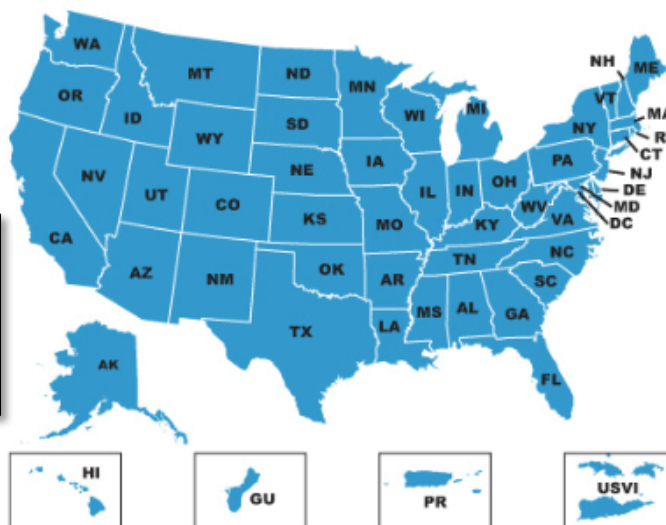 WA
MT
ND
MN
OR
ID
WY
SD
WI
MI
NH
VT
ME
MA
R
CT
NY
NJ
PA
DE
MD
DC
NV
UT
CO
NE
IA
IL
IN
OH
WV
VA
CA
KS
MO
KY
AZ
NM
OK
AR
TN
NC
SC
TX
LA
MS
AL
GA
FL
AK
HI
GU
PR
USVI